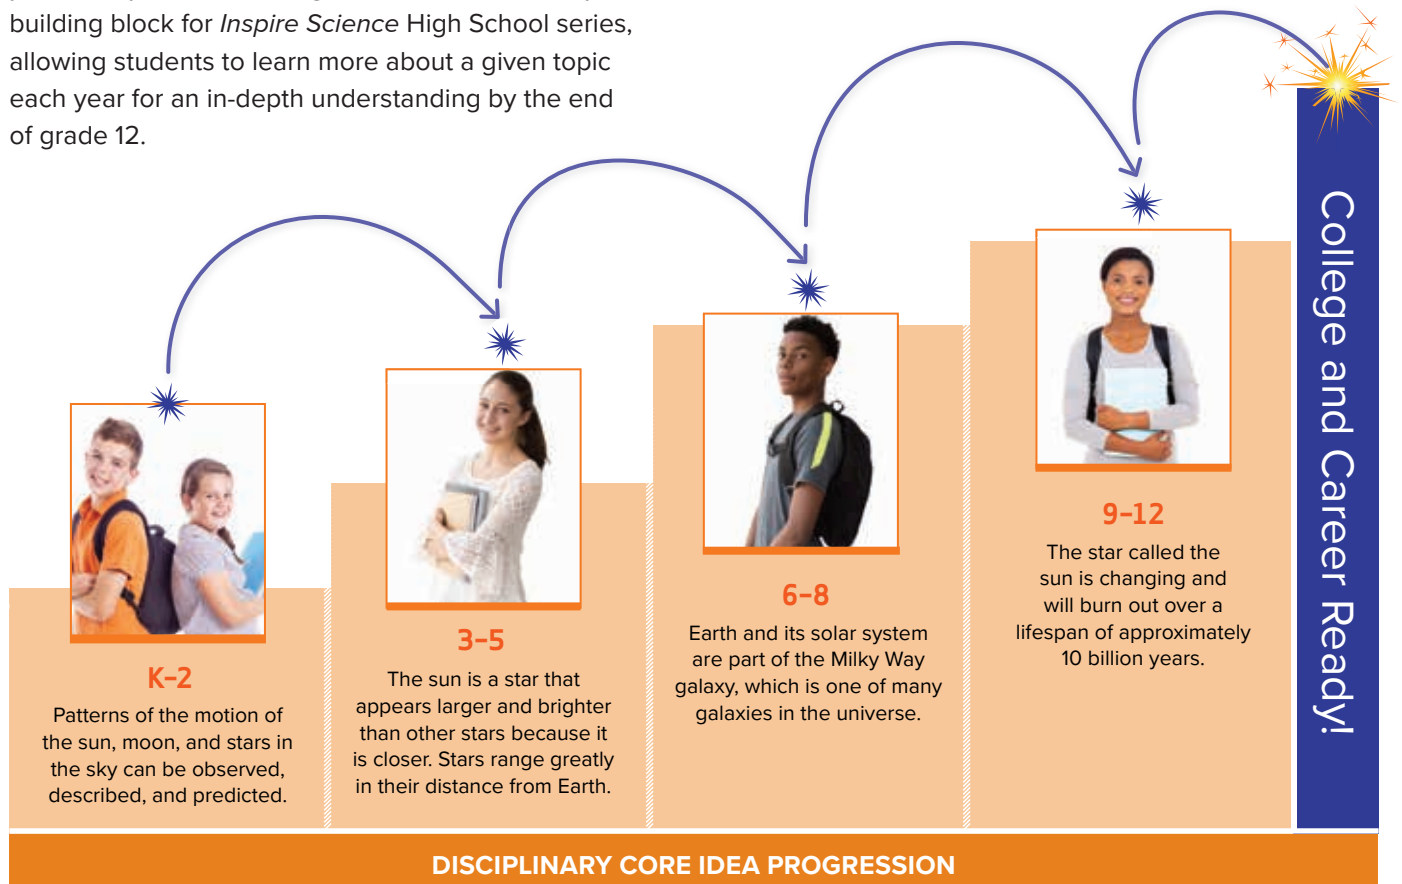 building block for Inspire Science High School series,
allowing students to learn more about a given topic
each year for an in-depth understanding by the end
of grade 12.
K–2
Patterns of the motion of
the sun, moon, and stars in
the sky can be observed,
described, and predicted.
3–5
The sun is a star that
appears larger and brighter
than other stars because it
is closer. Stars range greatly
in their distance from Earth.
6–8
Earth and its solar system
are part of the Milky Way
galaxy, which is one of many
galaxies in the universe.
9–12
The star called the
sun is changing and
will burn out over a
lifespan of approximately
10 billion years.
College and Career Ready!
DISCIPLINARY CORE IDEA PROGRESSION